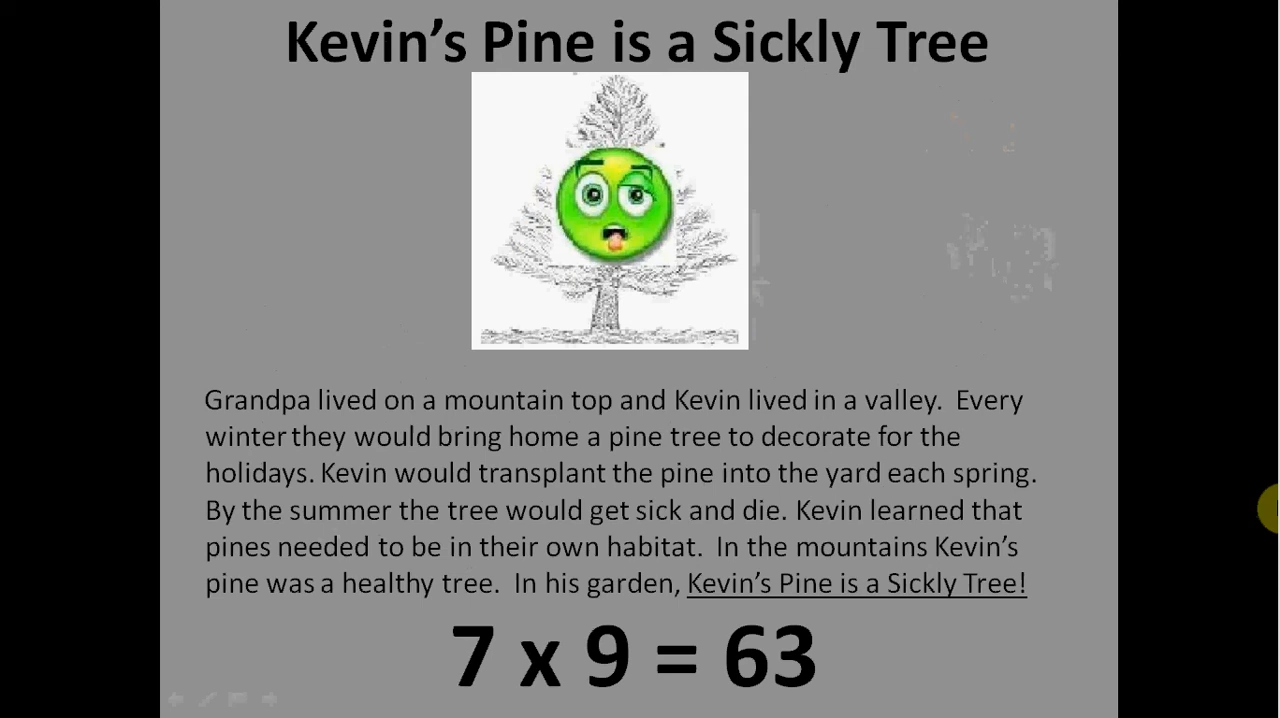 Kevin’s Pine is a Sickly Tree
Grandpa lived on a mountain top and Kevin lived in a valley.  Every
winter they would bring home a pine tree to decorate for the
holidays. Kevin would transplant the pine into the yard each spring.
By the summer the tree would get sick and die. Kevin learned that
pines needed to be in their own habitat.  In the mountains Kevin’s
pine was a healthy tree.  In his garden, Kevin’s Pine is a Sickly Tree!
7 x 9 = 63